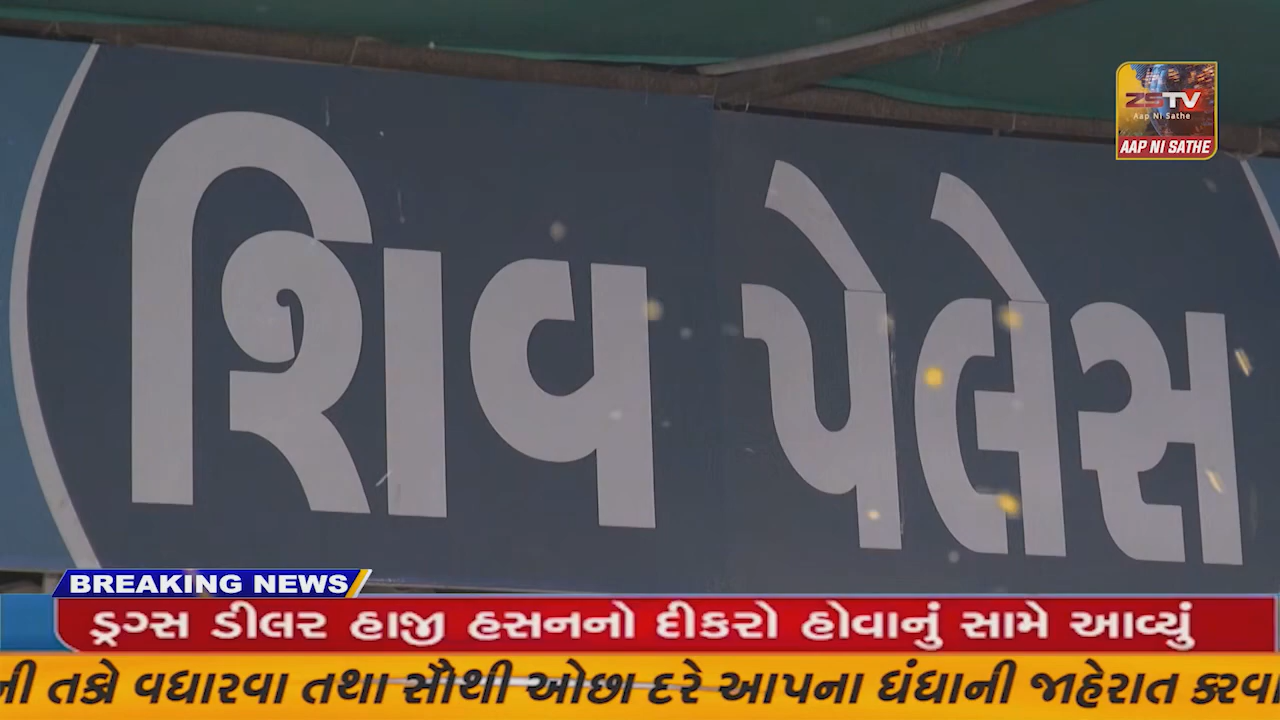 ZSTV
Aap Ni Sathe
AAP NI SATHE
શિવ પેલેસ
BREAKING NEWS
ડ્રગ્સ ડીલર હાજી હસનનો દીકરો હોવાનું સામે આવ્યું
ની તકો વધારવા તથા સૌથી ઓછા દરે આપના ધંધાની જાહેરાત કરવા